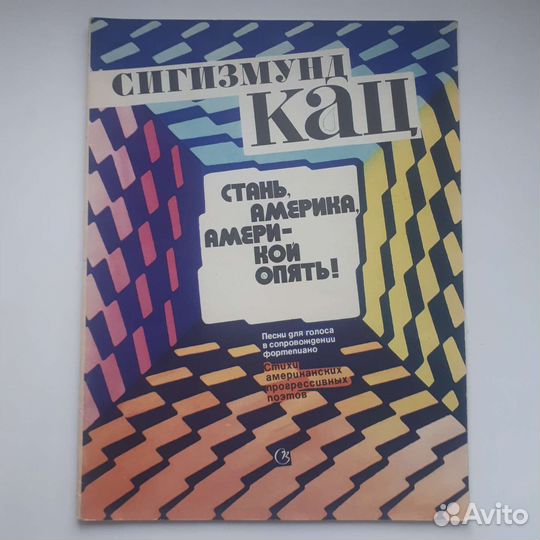 СИГИЗМУНД
КАЦ
СТАНЬ,
АМЕРИКА,
АМЕРИ-
КОЙ
ОПЯТЬ!
Песни для голоса
в сопровождении
фортепиано
Стихи
американских
прогрессивных
поэтов
Avito